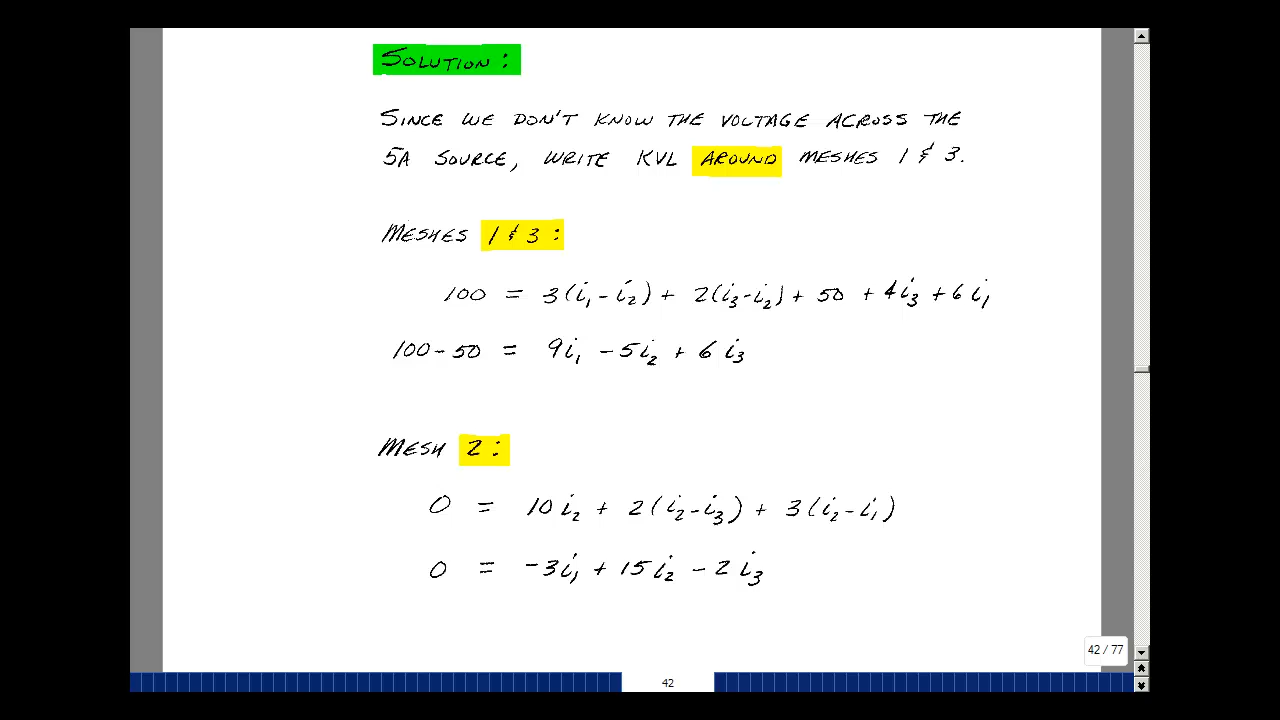 SOLUTION :
SINCE WE DON'T KNOW THE VOLTAGE ACROSS THE
5A SOURCE, WRITE KVL AROUND MESHES 1 & 3.
MESHES 1 & 3 :
100 = 3(i₁ - i₂) + 2(i₃ - i₂) + 50 + 4i₃ + 6i₁
100 - 50 = 9i₁ - 5i₂ + 6i₃
MESH 2 :
0 = 10i₂ + 2(i₂ - i₃) + 3(i₂ - i₁)
0 = -3i₁ + 15i₂ - 2i₃
42 / 77
42